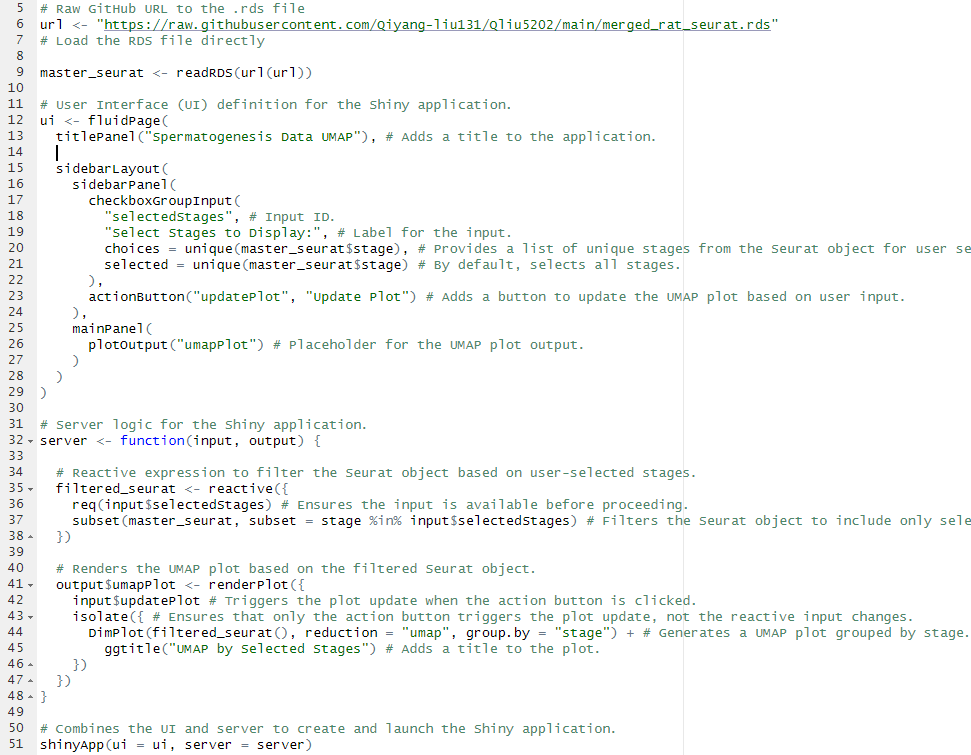 5 # Raw GitHub URL to the .rds file
6 url <- "https://raw.githubusercontent.com/Qiyang-liu131/Qliu5202/main/merged_rat_seurat.rds"
7 # Load the RDS file directly
8
9 master_seurat <- readRDS(url(url))
10
11 # User Interface (UI) definition for the Shiny application.
12 ui <- fluidPage(
13   titlePanel("Spermatogenesis Data UMAP"), # Adds a title to the application.
14
15   sidebarLayout(
16     sidebarPanel(
17       checkboxGroupInput(
18         "selectedStages", # Input ID.
19         "Select Stages to Display:", # Label for the input.
20         choices = unique(master_seurat$stage), # Provides a list of unique stages from the Seurat object for user se
21         selected = unique(master_seurat$stage) # By default, selects all stages.
22       ),
23       actionButton("updatePlot", "Update Plot") # Adds a button to update the UMAP plot based on user input.
24     ),
25     mainPanel(
26       plotOutput("umapPlot") # Placeholder for the UMAP plot output.
27     )
28   )
29 )
30
31 # Server logic for the Shiny application.
32 server <- function(input, output) {
33
34   # Reactive expression to filter the Seurat object based on user-selected stages.
35   filtered_seurat <- reactive({
36     req(input$selectedStages) # Ensures the input is available before proceeding.
37     subset(master_seurat, subset = stage %in% input$selectedStages) # Filters the Seurat object to include only sele
38   })
39
40   # Renders the UMAP plot based on the filtered Seurat object.
41   output$umapPlot <- renderPlot({
42     input$updatePlot # Triggers the plot update when the action button is clicked.
43     isolate({ # Ensures that only the action button triggers the plot update, not the reactive input changes.
44       DimPlot(filtered_seurat(), reduction = "umap", group.by = "stage") + # Generates a UMAP plot grouped by stage.
45         ggtitle("UMAP by Selected Stages") # Adds a title to the plot.
46     })
47   })
48 }
49
50 # Combines the UI and server to create and launch the Shiny application.
51 shinyApp(ui = ui, server = server)